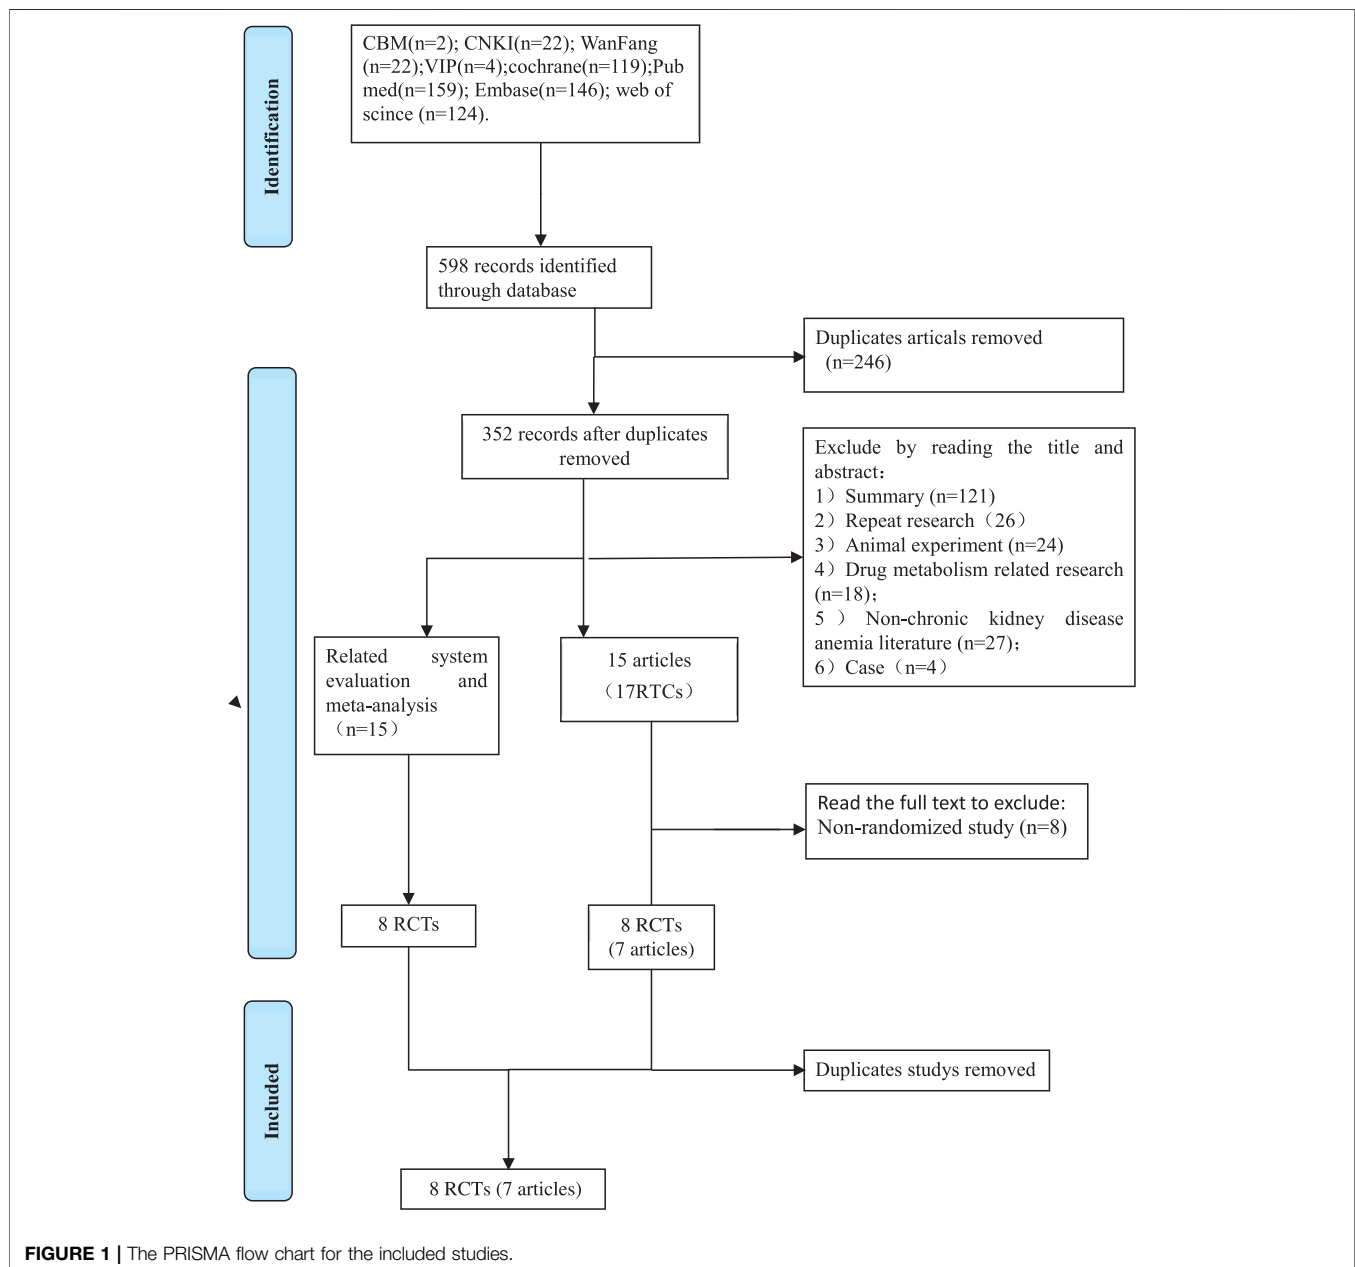 Identification
CBM(n=2); CNKI(n=22); WanFang
(n=22);VIP(n=4);cochrane(n=119);Pub
med(n=159); Embase(n=146); web of
scince (n=124).
598 records identified
through database
Duplicates articals removed
(n=246)
352 records after duplicates
removed
Exclude by reading the title and
abstract:
1）Summary (n=121)
2）Repeat research（26）
3）Animal experiment (n=24)
4）Drug metabolism related research
(n=18);
5 ）Non-chronic kidney disease
anemia literature (n=27);
6）Case（n=4）
Related system
evaluation and
meta-analysis
（n=15）
15 articles
（17RTCs）
Read the full text to exclude:
Non-randomized study (n=8)
8 RCTs
8 RCTs
(7 articles)
Included
Duplicates studys removed
8 RCTs (7 articles)
FIGURE 1 | The PRISMA flow chart for the included studies.